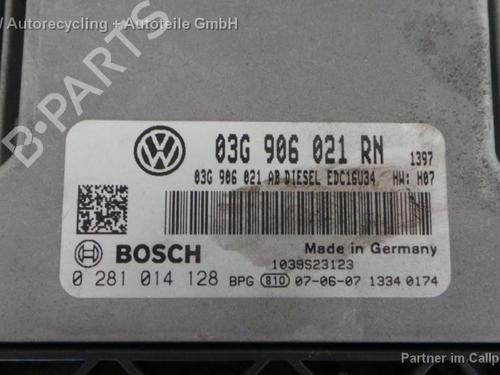 / Autorecycling + Autoteile GmbH
B-PARTS
03G 906 021 RN 1397
03G 906 021 AB DIESEL EDC16U34 HW: H07
BOSCH Made in Germany
1039S23123
0 281 014 128 BPG 810 07-06-07 1334 0174
Partner im Callp